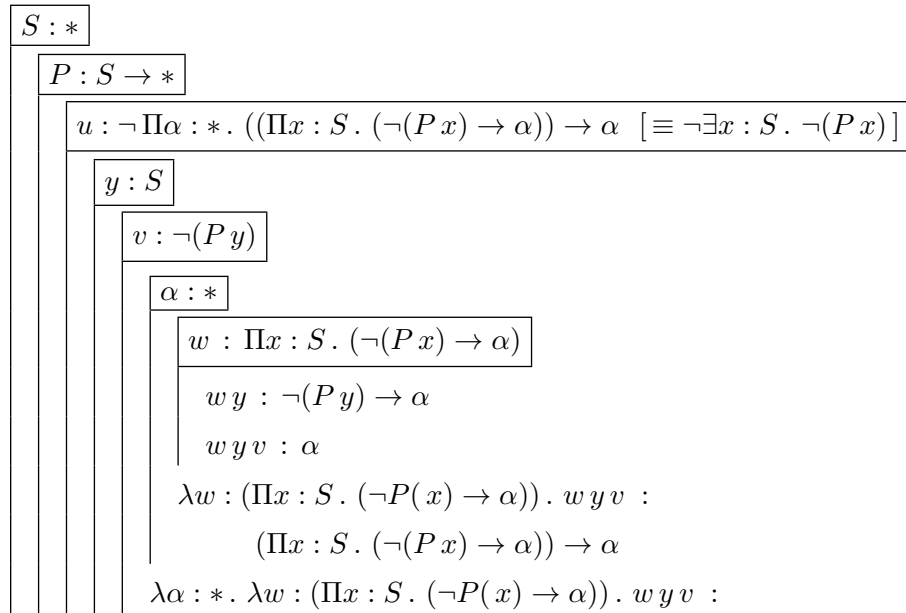 S : ∗
P : S → ∗
u : ¬ Πα : ∗ . ((Πx : S . (¬(P x) → α)) → α [ ≡ ¬∃x : S . ¬(P x) ]
y : S
v : ¬(P y)
α : ∗
w : Πx : S . (¬(P x) → α)
w y : ¬(P y) → α
w y v : α
λw : (Πx : S . (¬P( x) → α)) . w y v :
(Πx : S . (¬(P x) → α)) → α
λα : ∗ . λw : (Πx : S . (¬P( x) → α)) . w y v :